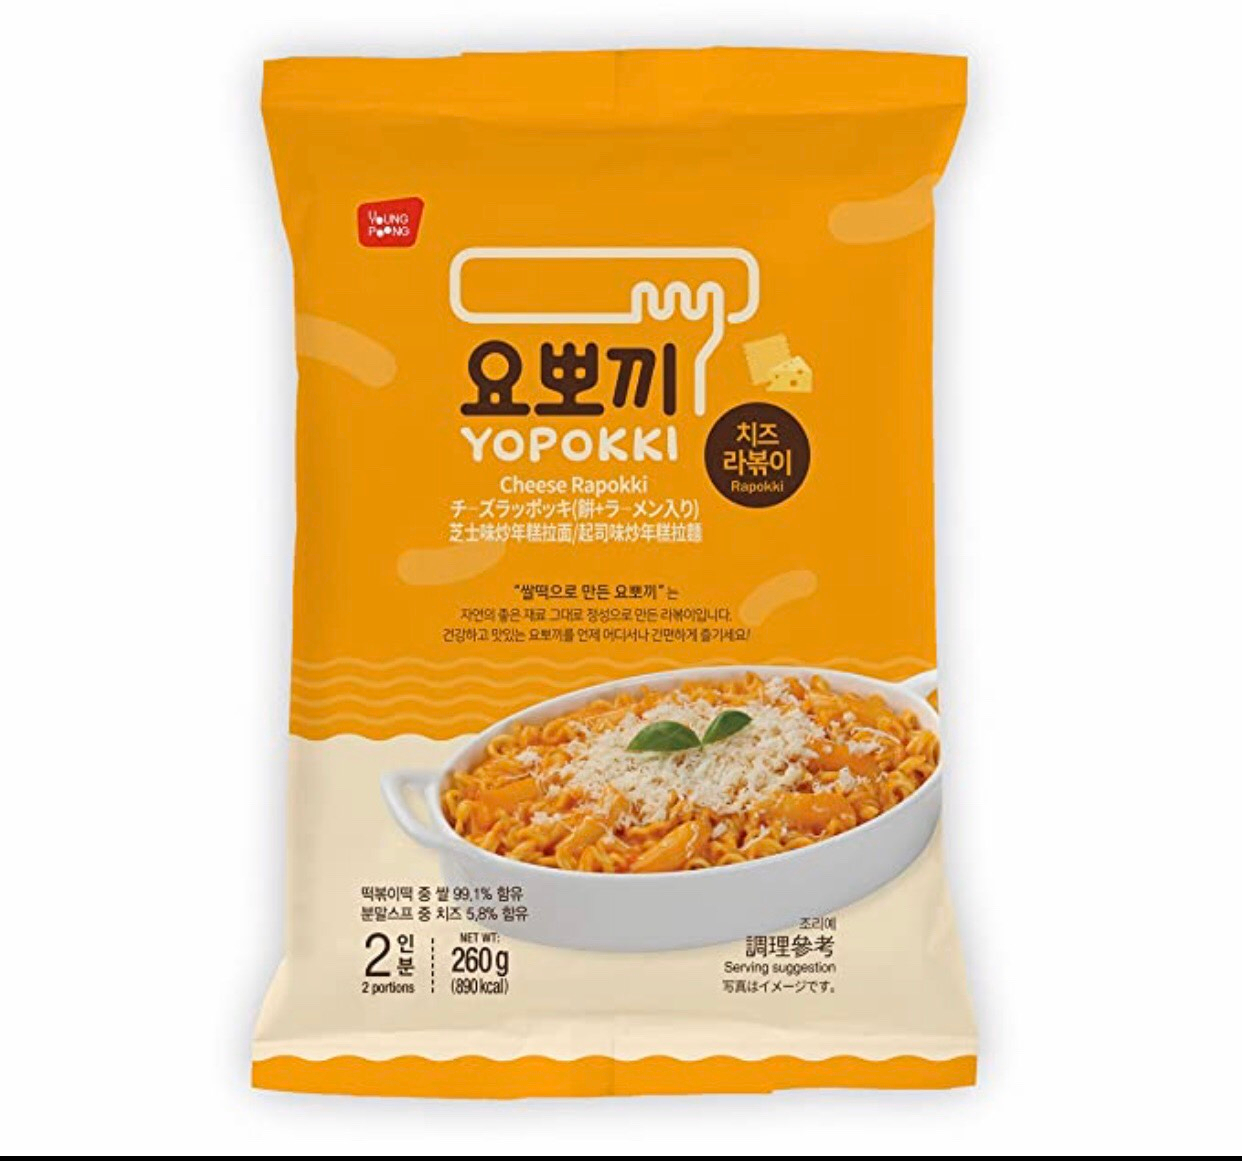 YOUNG
POONG
요뽀끼
YOPOKKI
치즈
라볶이
Rapokki
Cheese Rapokki
チーズラッポッキ(餅+ラーメン入り)
芝士味炒年糕拉面/起司味炒年糕拉麵
"쌀떡으로 만든 요뽀끼"는
자연의 좋은 재료 그대로 정성으로 만든 라볶이입니다.
건강하고 맛있는 요뽀끼를 언제 어디서나 간편하게 즐기세요!
떡볶이떡 중 쌀 99.1% 함유
분말스프 중 치즈 5.8% 함유
2인분
2 portions
NET WT:
260g
(890kcal)
조리예
調理參考
Serving suggestion
写真はイメージです。